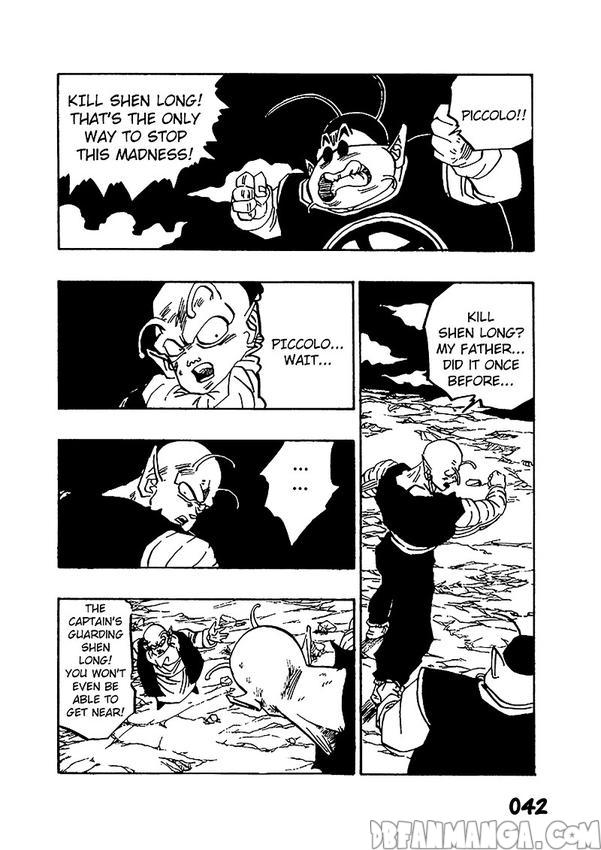 PICCOLO!!
KILL SHEN LONG!
THAT'S THE ONLY
WAY TO STOP
THIS MADNESS!
KILL
SHEN LONG?
MY FATHER...
DID IT ONCE
BEFORE...
PICCOLO...
WAIT...
...
...
THE
CAPTAIN'S
GUARDING
SHEN
LONG!
YOU WON'T
EVEN BE
ABLE TO
GET NEAR!
042
DBFANMANGA.COM